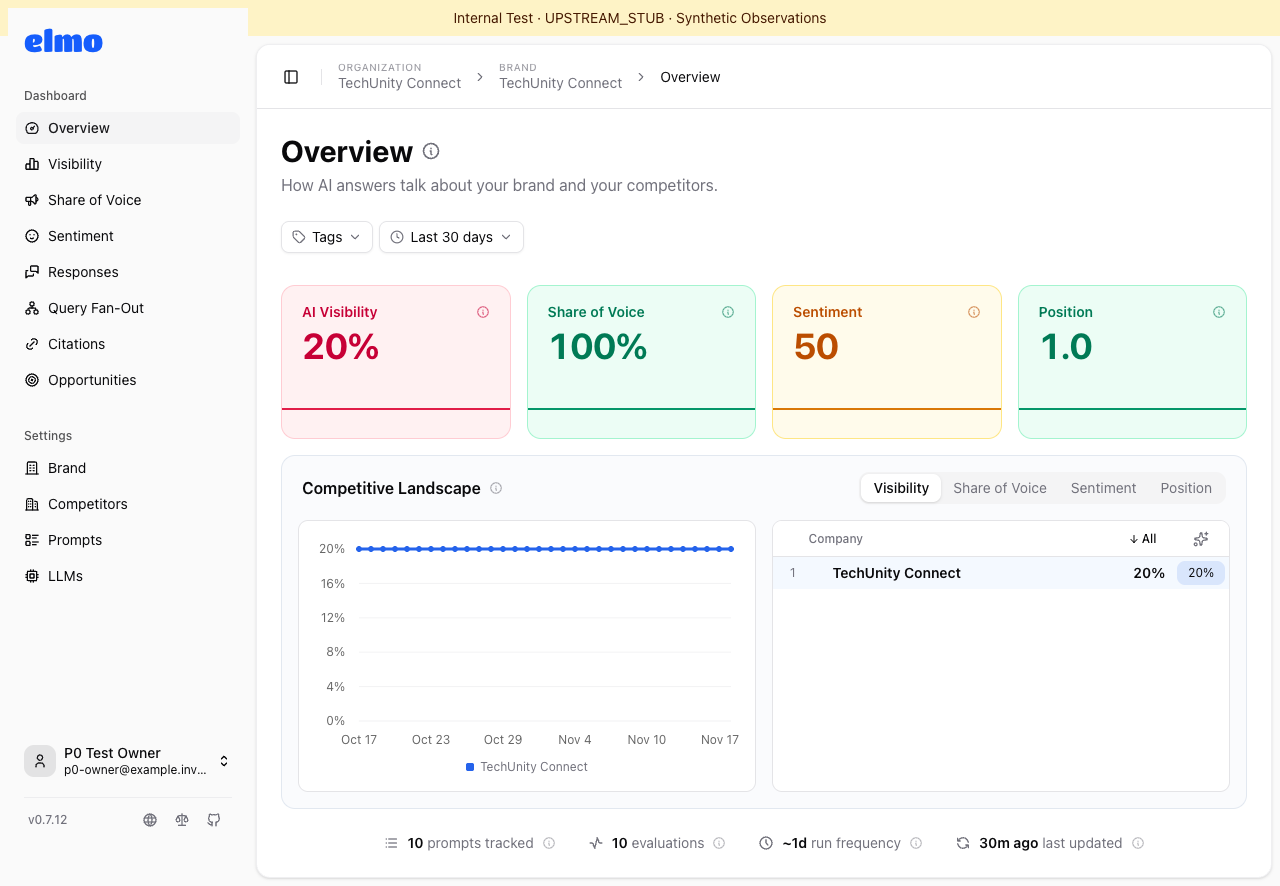 Internal Test · UPSTREAM_STUB · Synthetic Observations
elmo
Dashboard
Overview
Visibility
Share of Voice
Sentiment
Responses
Query Fan-Out
Citations
Opportunities
Settings
Brand
Competitors
Prompts
LLMs
P0 Test Owner
p0-owner@example.inv...
v0.7.12
ORGANIZATION
TechUnity Connect
BRAND
TechUnity Connect
Overview
Overview
How AI answers talk about your brand and your competitors.
Tags
Last 30 days
AI Visibility
20%
Share of Voice
100%
Sentiment
50
Position
1.0
Competitive Landscape
Visibility Share of Voice Sentiment Position
20%
16%
12%
8%
4%
0%
Oct 17 Oct 23 Oct 29 Nov 4 Nov 10 Nov 17
TechUnity Connect
Company ↓ All
1 TechUnity Connect 20% 20%
10 prompts tracked
10 evaluations
~1d run frequency
30m ago last updated